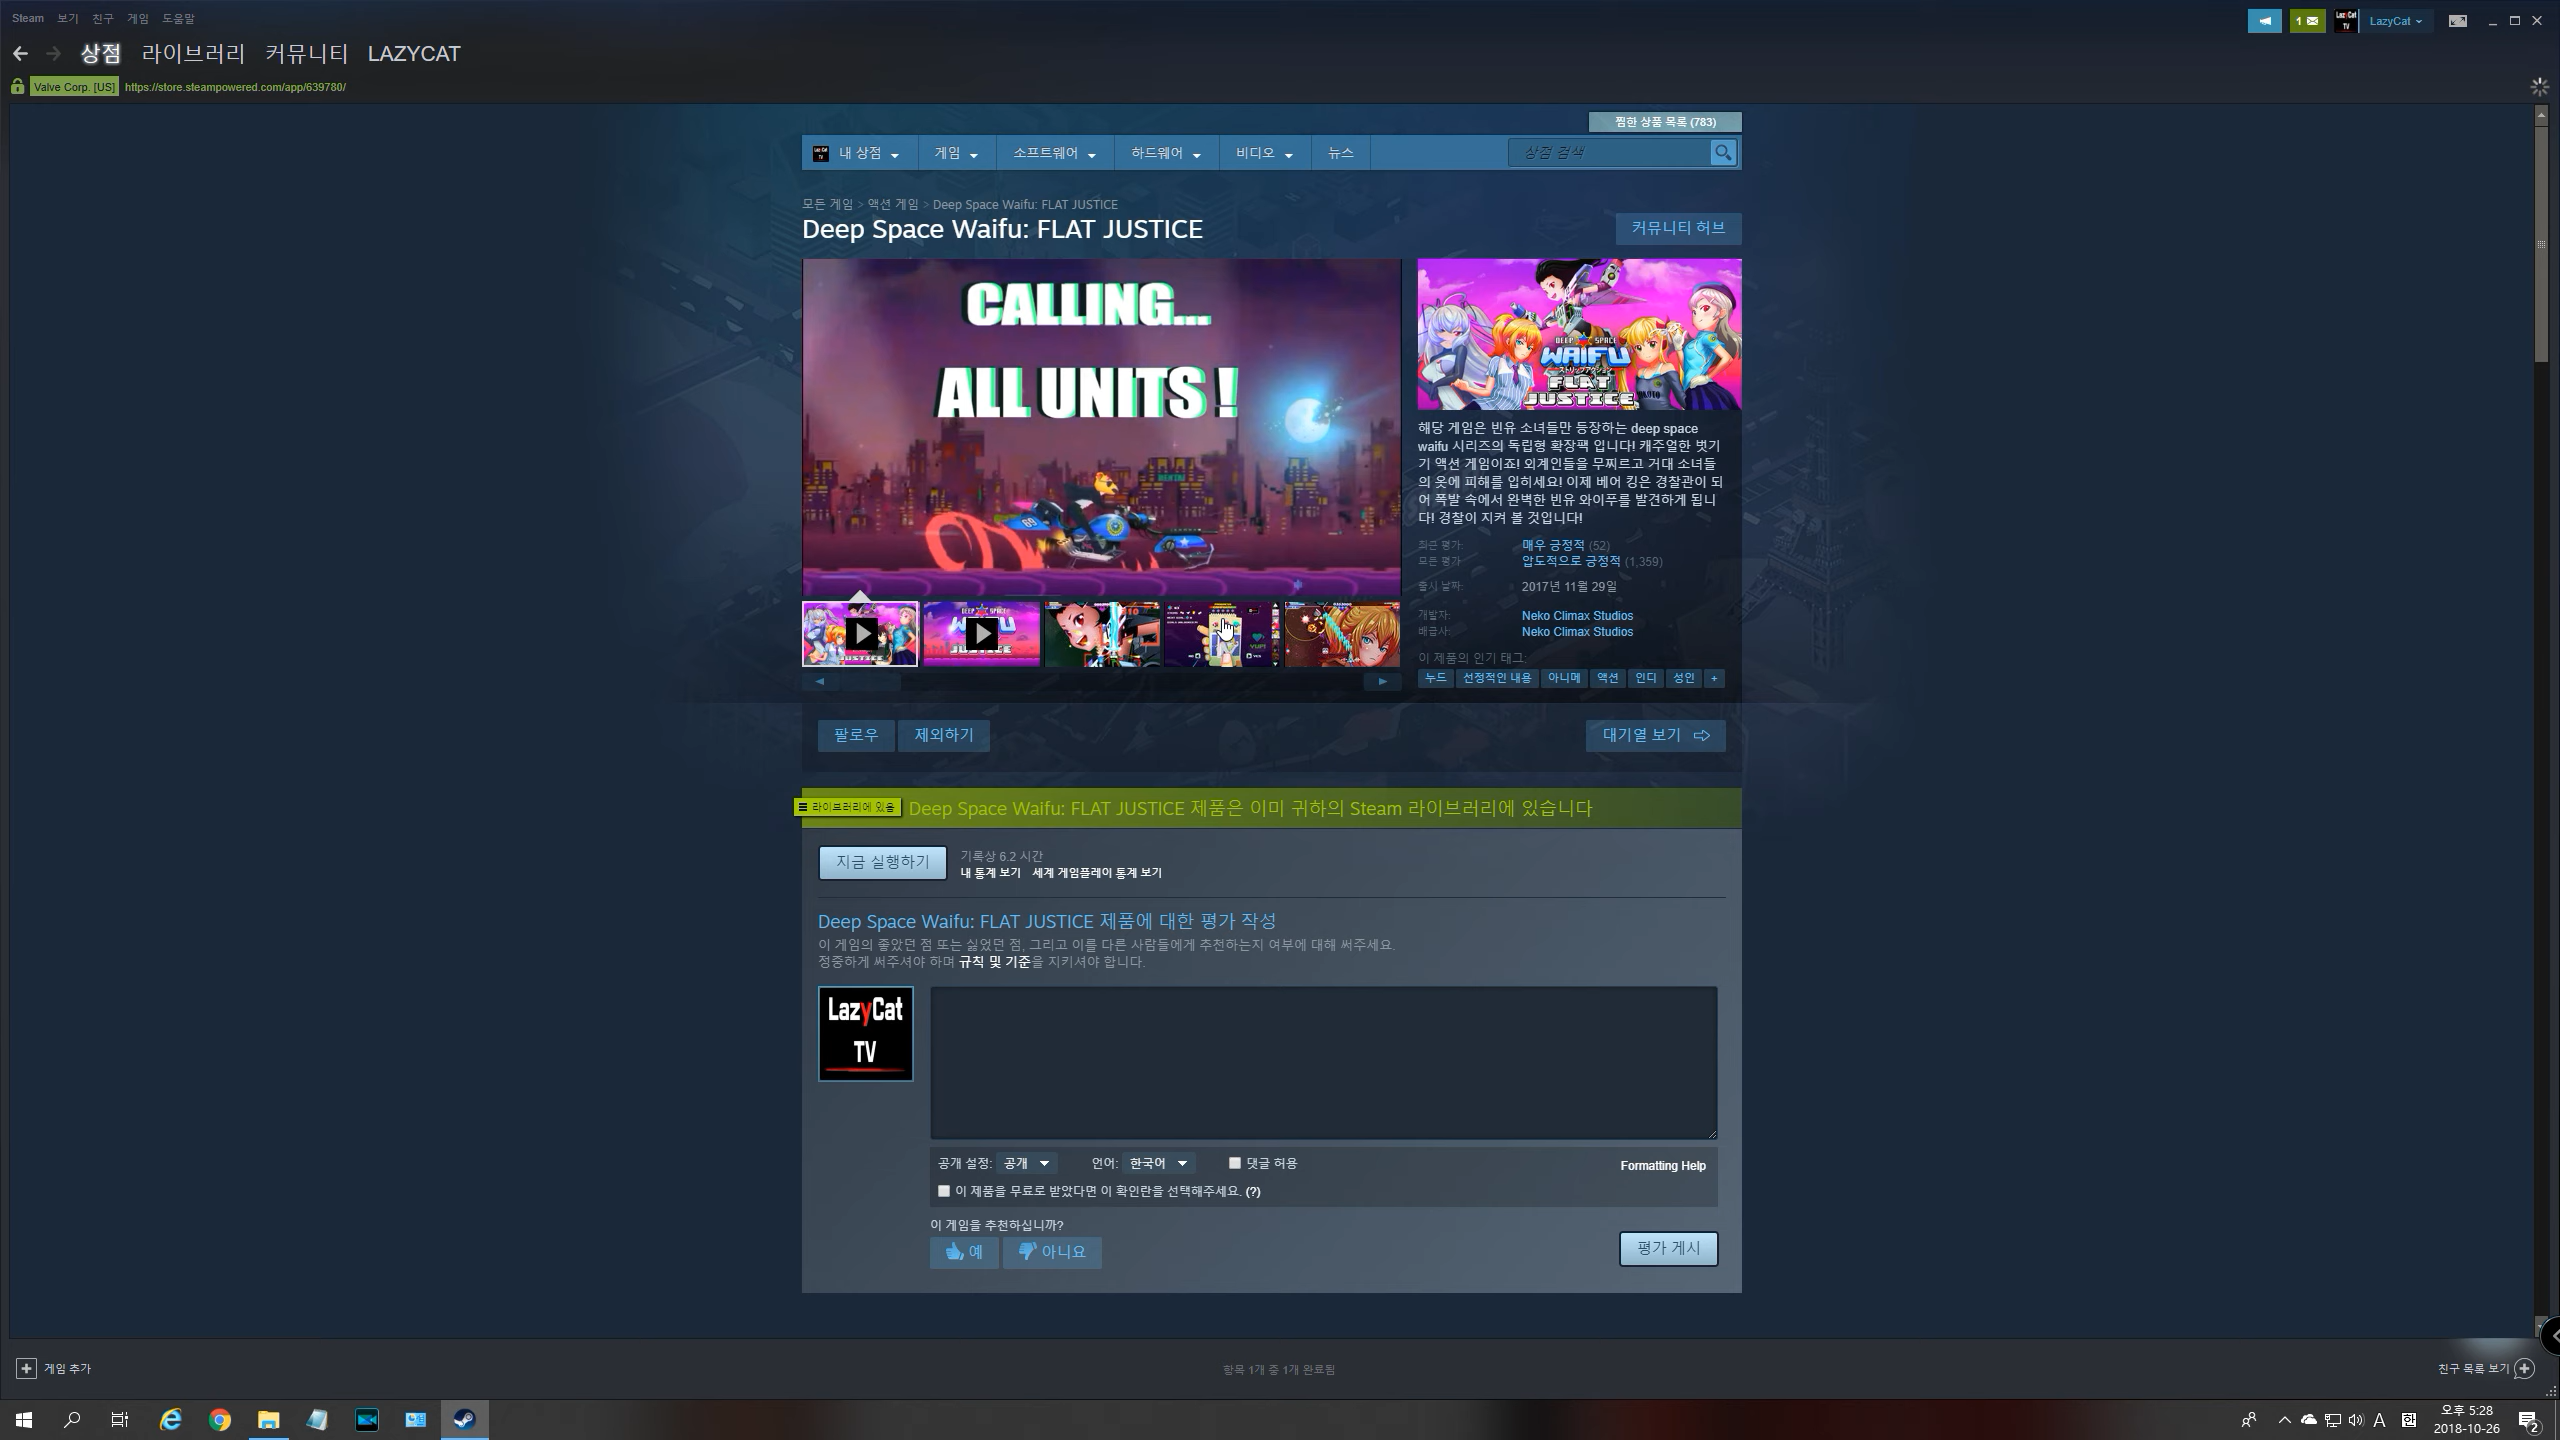 Steam 보기 친구 게임 도움말
1 LazyCat
상점 라이브러리 커뮤니티 LAZYCAT
Valve Corp. [US] https://store.steampowered.com/app/639780/
찜한 상품 목록 (783)
내 상점 게임 소프트웨어 하드웨어 비디오 뉴스 상점 검색
모든 게임 > 액션 게임 > Deep Space Waifu: FLAT JUSTICE
Deep Space Waifu: FLAT JUSTICE
커뮤니티 허브
CALLING...
ALL UNITS !
69
DEEP SPACE
WAIFU
ストリップアクション
FLAT
JUSTICE
해당 게임은 빈유 소녀들만 등장하는 deep space
waifu 시리즈의 독립형 확장팩 입니다! 캐주얼한 벗기
기 액션 게임이죠! 외계인들을 무찌르고 거대 소녀들
의 옷에 피해를 입히세요! 이제 베어 킹은 경찰관이 되
어 폭발 속에서 완벽한 빈유 와이푸를 발견하게 됩니
다! 경찰이 지켜 볼 것입니다!
최근 평가: 매우 긍정적 (52)
모든 평가: 압도적으로 긍정적 (1,359)
출시 날짜: 2017년 11월 29일
개발자: Neko Climax Studios
배급사: Neko Climax Studios
이 제품의 인기 태그:
누드 선정적인 내용 아니메 액션 인디 성인 +
팔로우 제외하기 대기열 보기
라이브러리에 있음 Deep Space Waifu: FLAT JUSTICE 제품은 이미 귀하의 Steam 라이브러리에 있습니다
지금 실행하기
기록상 6.2 시간
내 통계 보기 세계 게임플레이 통계 보기
Deep Space Waifu: FLAT JUSTICE 제품에 대한 평가 작성
이 게임의 좋았던 점 또는 싫었던 점, 그리고 이를 다른 사람들에게 추천하는지 여부에 대해 써주세요.
정중하게 써주셔야 하며 규칙 및 기준을 지키셔야 합니다.
LazyCat
TV
공개 설정: 공개 언어: 한국어 댓글 허용 Formatting Help
이 제품을 무료로 받았다면 이 확인란을 선택해주세요. (?)
이 게임을 추천하십니까?
예 아니요 평가 게시
게임 추가 항목 1개 중 1개 완료됨 친구 목록 보기
A 오후 5:28
2018-10-26
2